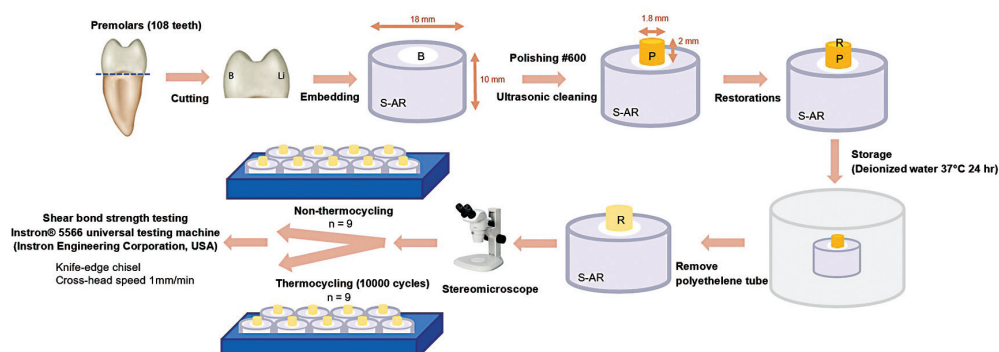 Premolars (108 teeth)
B
Li
Cutting
Embedding
18 mm
B
10 mm
S-AR
Polishing #600
Ultrasonic cleaning
1.8 mm
2 mm
P
S-AR
Restorations
R
P
S-AR
Storage
(Deionized water 37°C 24 hr)
Remove
polyethelene tube
R
S-AR
Stereomicroscope
Non-thermocycling
n = 9
Thermocycling (10000 cycles)
n = 9
Shear bond strength testing
Instron® 5566 universal testing machine
(Instron Engineering Corporation, USA)
Knife-edge chisel
Cross-head speed 1mm/min